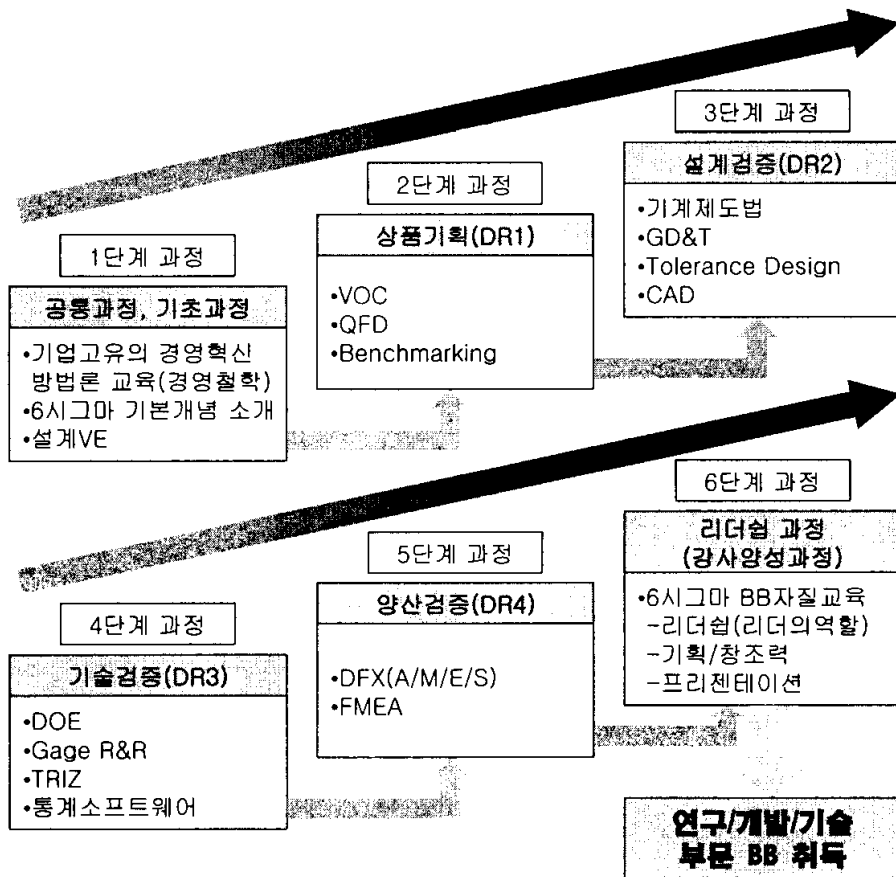 1단계 과정
공통과정, 기초과정
•기업고유의 경영혁신
방법론 교육(경영철학)
•6시그마 기본개념 소개
•설계VE
2단계 과정
상품기획(DR1)
•VOC
•QFD
•Benchmarking
3단계 과정
설계검증(DR2)
•기계제도법
•GD&T
•Tolerance Design
•CAD
4단계 과정
기술검증(DR3)
•DOE
•Gage R&R
•TRIZ
•통계소프트웨어
5단계 과정
양산검증(DR4)
•DFX(A/M/E/S)
•FMEA
6단계 과정
리더쉽 과정
(강사양성과정)
•6시그마 BB자질교육
-리더쉽(리더의역할)
-기획/창조력
-프리젠테이션
연구/개발/기술
부문 BB 취득